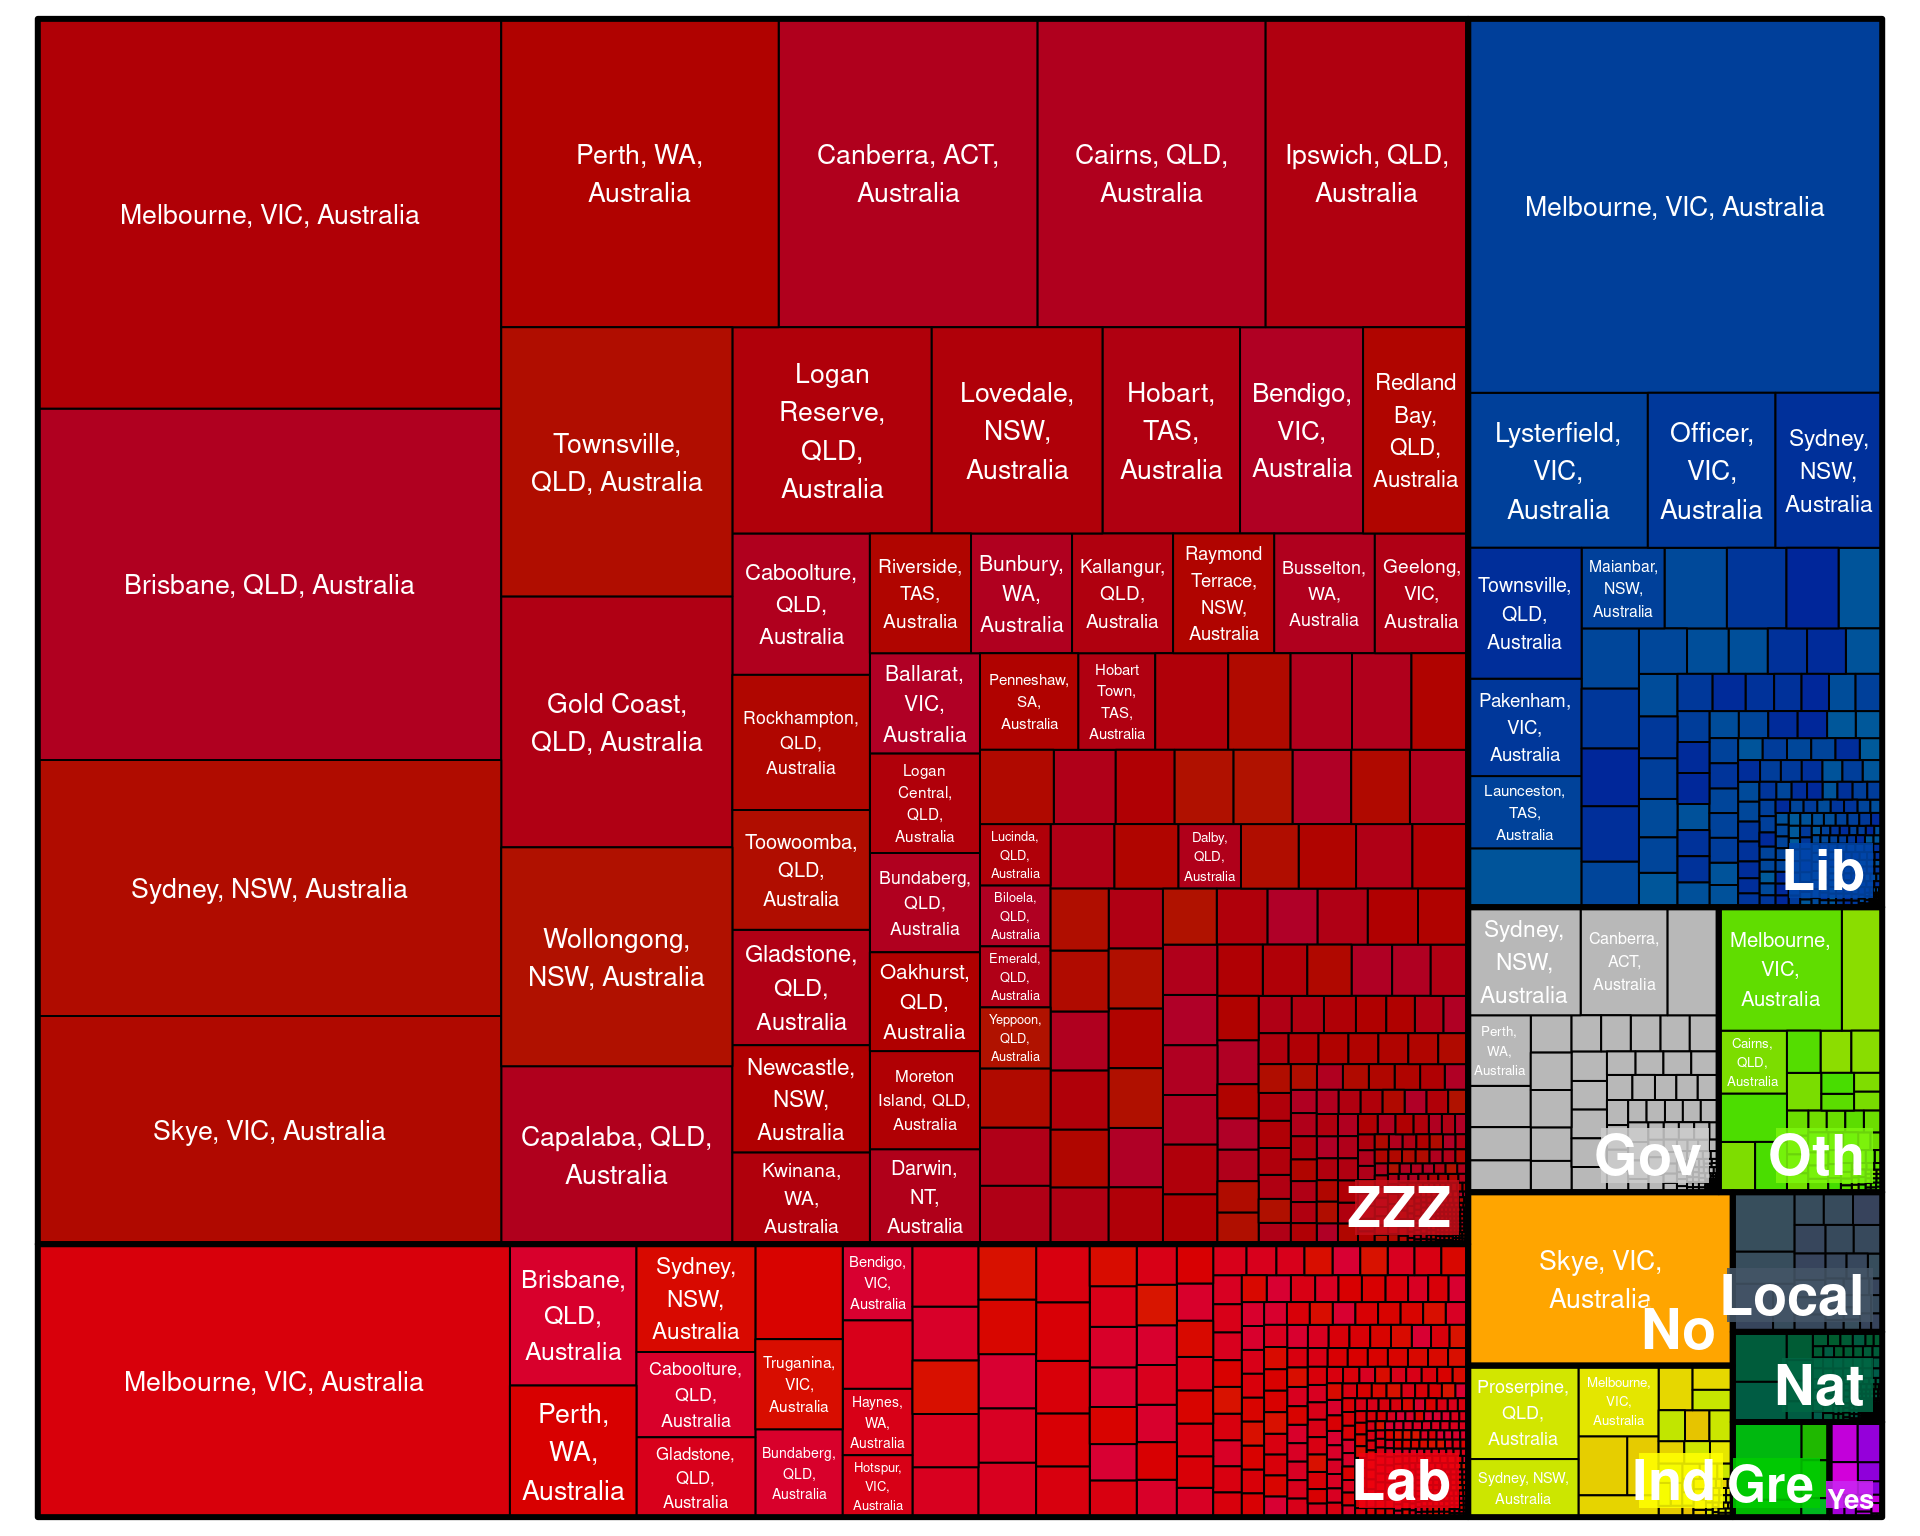 Melbourne, VIC, Australia
Brisbane, QLD, Australia
Sydney, NSW, Australia
Skye, VIC, Australia
Perth, WA,
Australia
Canberra, ACT,
Australia
Cairns, QLD,
Australia
Ipswich, QLD,
Australia
Townsville,
QLD, Australia
Gold Coast,
QLD, Australia
Wollongong,
NSW, Australia
Capalaba, QLD,
Australia
Logan
Reserve,
QLD,
Australia
Lovedale,
NSW,
Australia
Hobart,
TAS,
Australia
Bendigo,
VIC,
Australia
Redland
Bay,
QLD,
Australia
Caboolture,
QLD,
Australia
Rockhampton,
QLD,
Australia
Toowoomba,
QLD,
Australia
Gladstone,
QLD,
Australia
Newcastle,
NSW,
Australia
Kwinana,
WA,
Australia
Riverside,
TAS,
Australia
Bunbury,
WA,
Australia
Kallangur,
QLD,
Australia
Raymond
Terrace,
NSW,
Australia
Busselton,
WA,
Australia
Geelong,
VIC,
Australia
Ballarat,
VIC,
Australia
Logan
Central,
QLD,
Australia
Bundaberg,
QLD,
Australia
Oakhurst,
QLD,
Australia
Moreton
Island, QLD,
Australia
Darwin,
NT,
Australia
Penneshaw,
SA,
Australia
Hobart
Town,
TAS,
Australia
Lucinda,
QLD,
Australia
Dalby,
QLD,
Australia
Biloela,
QLD,
Australia
Emerald,
QLD,
Australia
Yeppoon,
QLD,
Australia
ZZZ
Melbourne, VIC, Australia
Brisbane,
QLD,
Australia
Perth,
WA,
Australia
Sydney,
NSW,
Australia
Caboolture,
QLD,
Australia
Gladstone,
QLD,
Australia
Truganina,
VIC,
Australia
Bundaberg,
QLD,
Australia
Bendigo,
VIC,
Australia
Haynes,
WA,
Australia
Hotspur,
VIC,
Australia
Lab
Melbourne, VIC, Australia
Lysterfield,
VIC,
Australia
Officer,
VIC,
Australia
Sydney,
NSW,
Australia
Townsville,
QLD,
Australia
Maianbar,
NSW,
Australia
Pakenham,
VIC,
Australia
Launceston,
TAS,
Australia
Lib
Sydney,
NSW,
Australia
Canberra,
ACT,
Australia
Perth,
WA,
Australia
Gov
Melbourne,
VIC,
Australia
Cairns,
QLD,
Australia
Oth
Skye, VIC,
Australia
No
Local
Nat
Proserpine,
QLD,
Australia
Melbourne,
VIC,
Australia
Sydney, NSW,
Australia
Ind
Gre
Yes